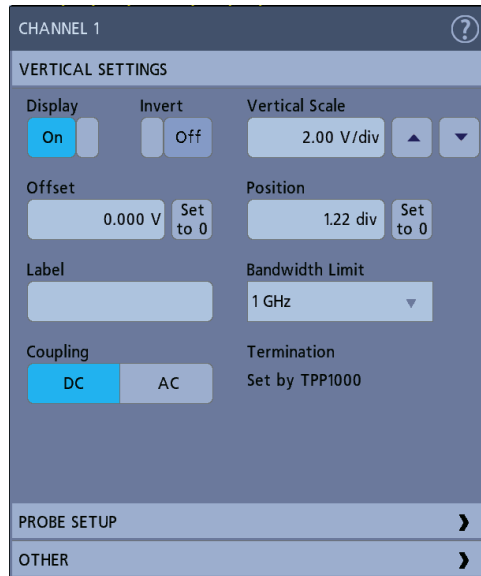 CHANNEL 1 ?
VERTICAL SETTINGS
Display Invert Vertical Scale
On Off 2.00 V/div
Offset Position
0.000 V Set to 0 1.22 div Set to 0
Label Bandwidth Limit
1 GHz
Coupling Termination
DC AC Set by TPP1000
PROBE SETUP
OTHER